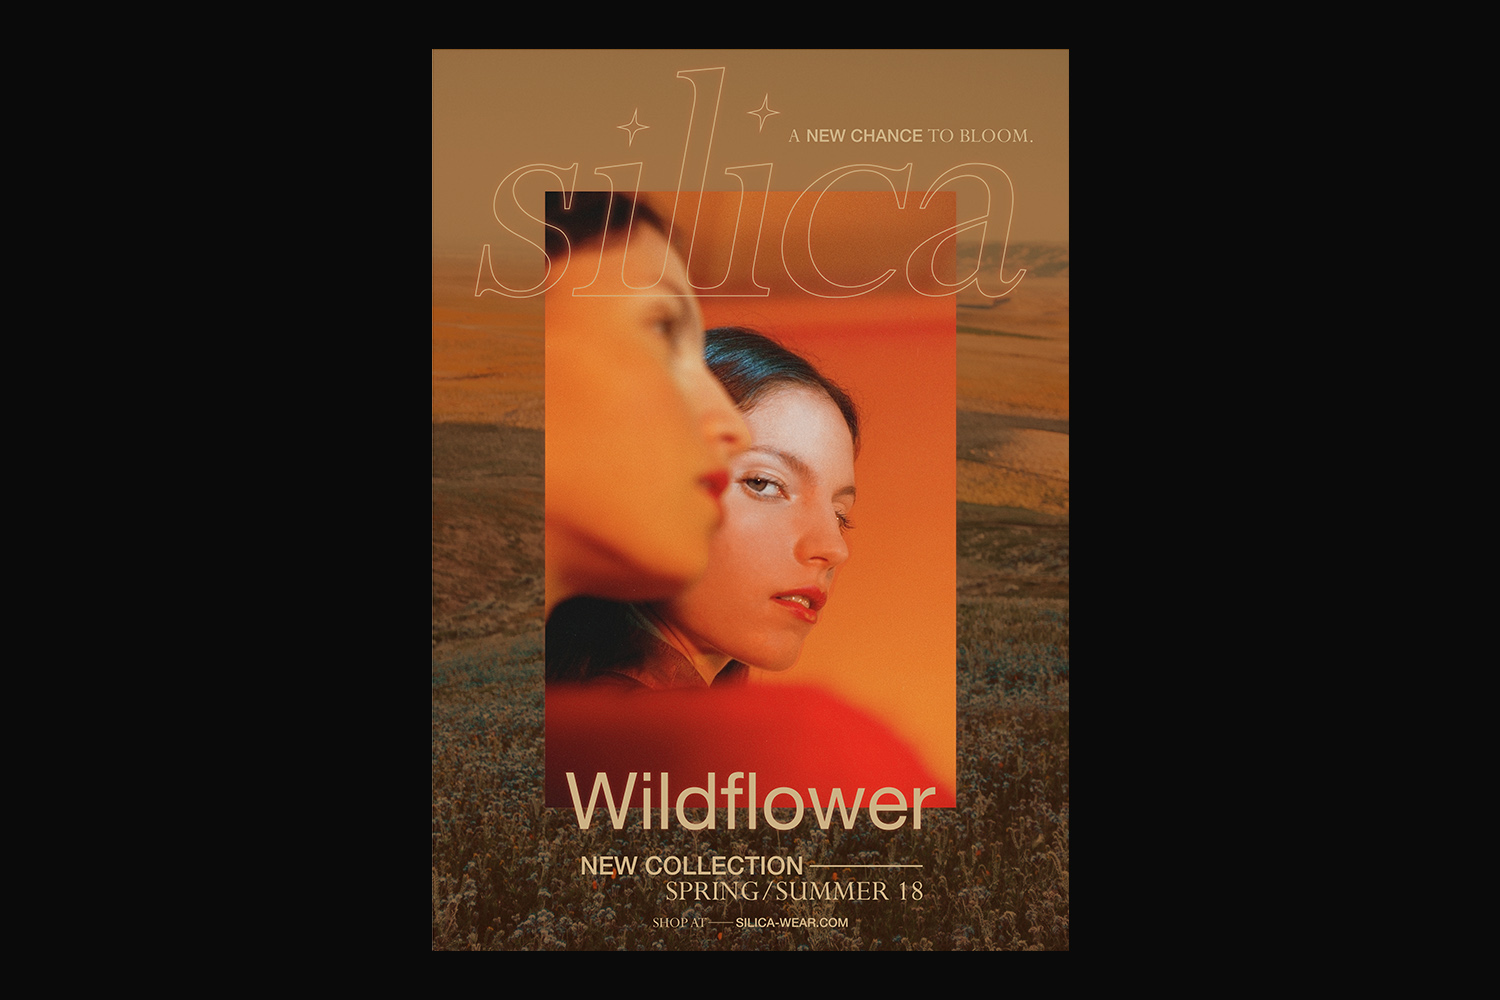 silica
A NEW CHANCE TO BLOOM.
Wildflower
NEW COLLECTION
SPRING/SUMMER 18
SHOP AT — SILICA-WEAR.COM